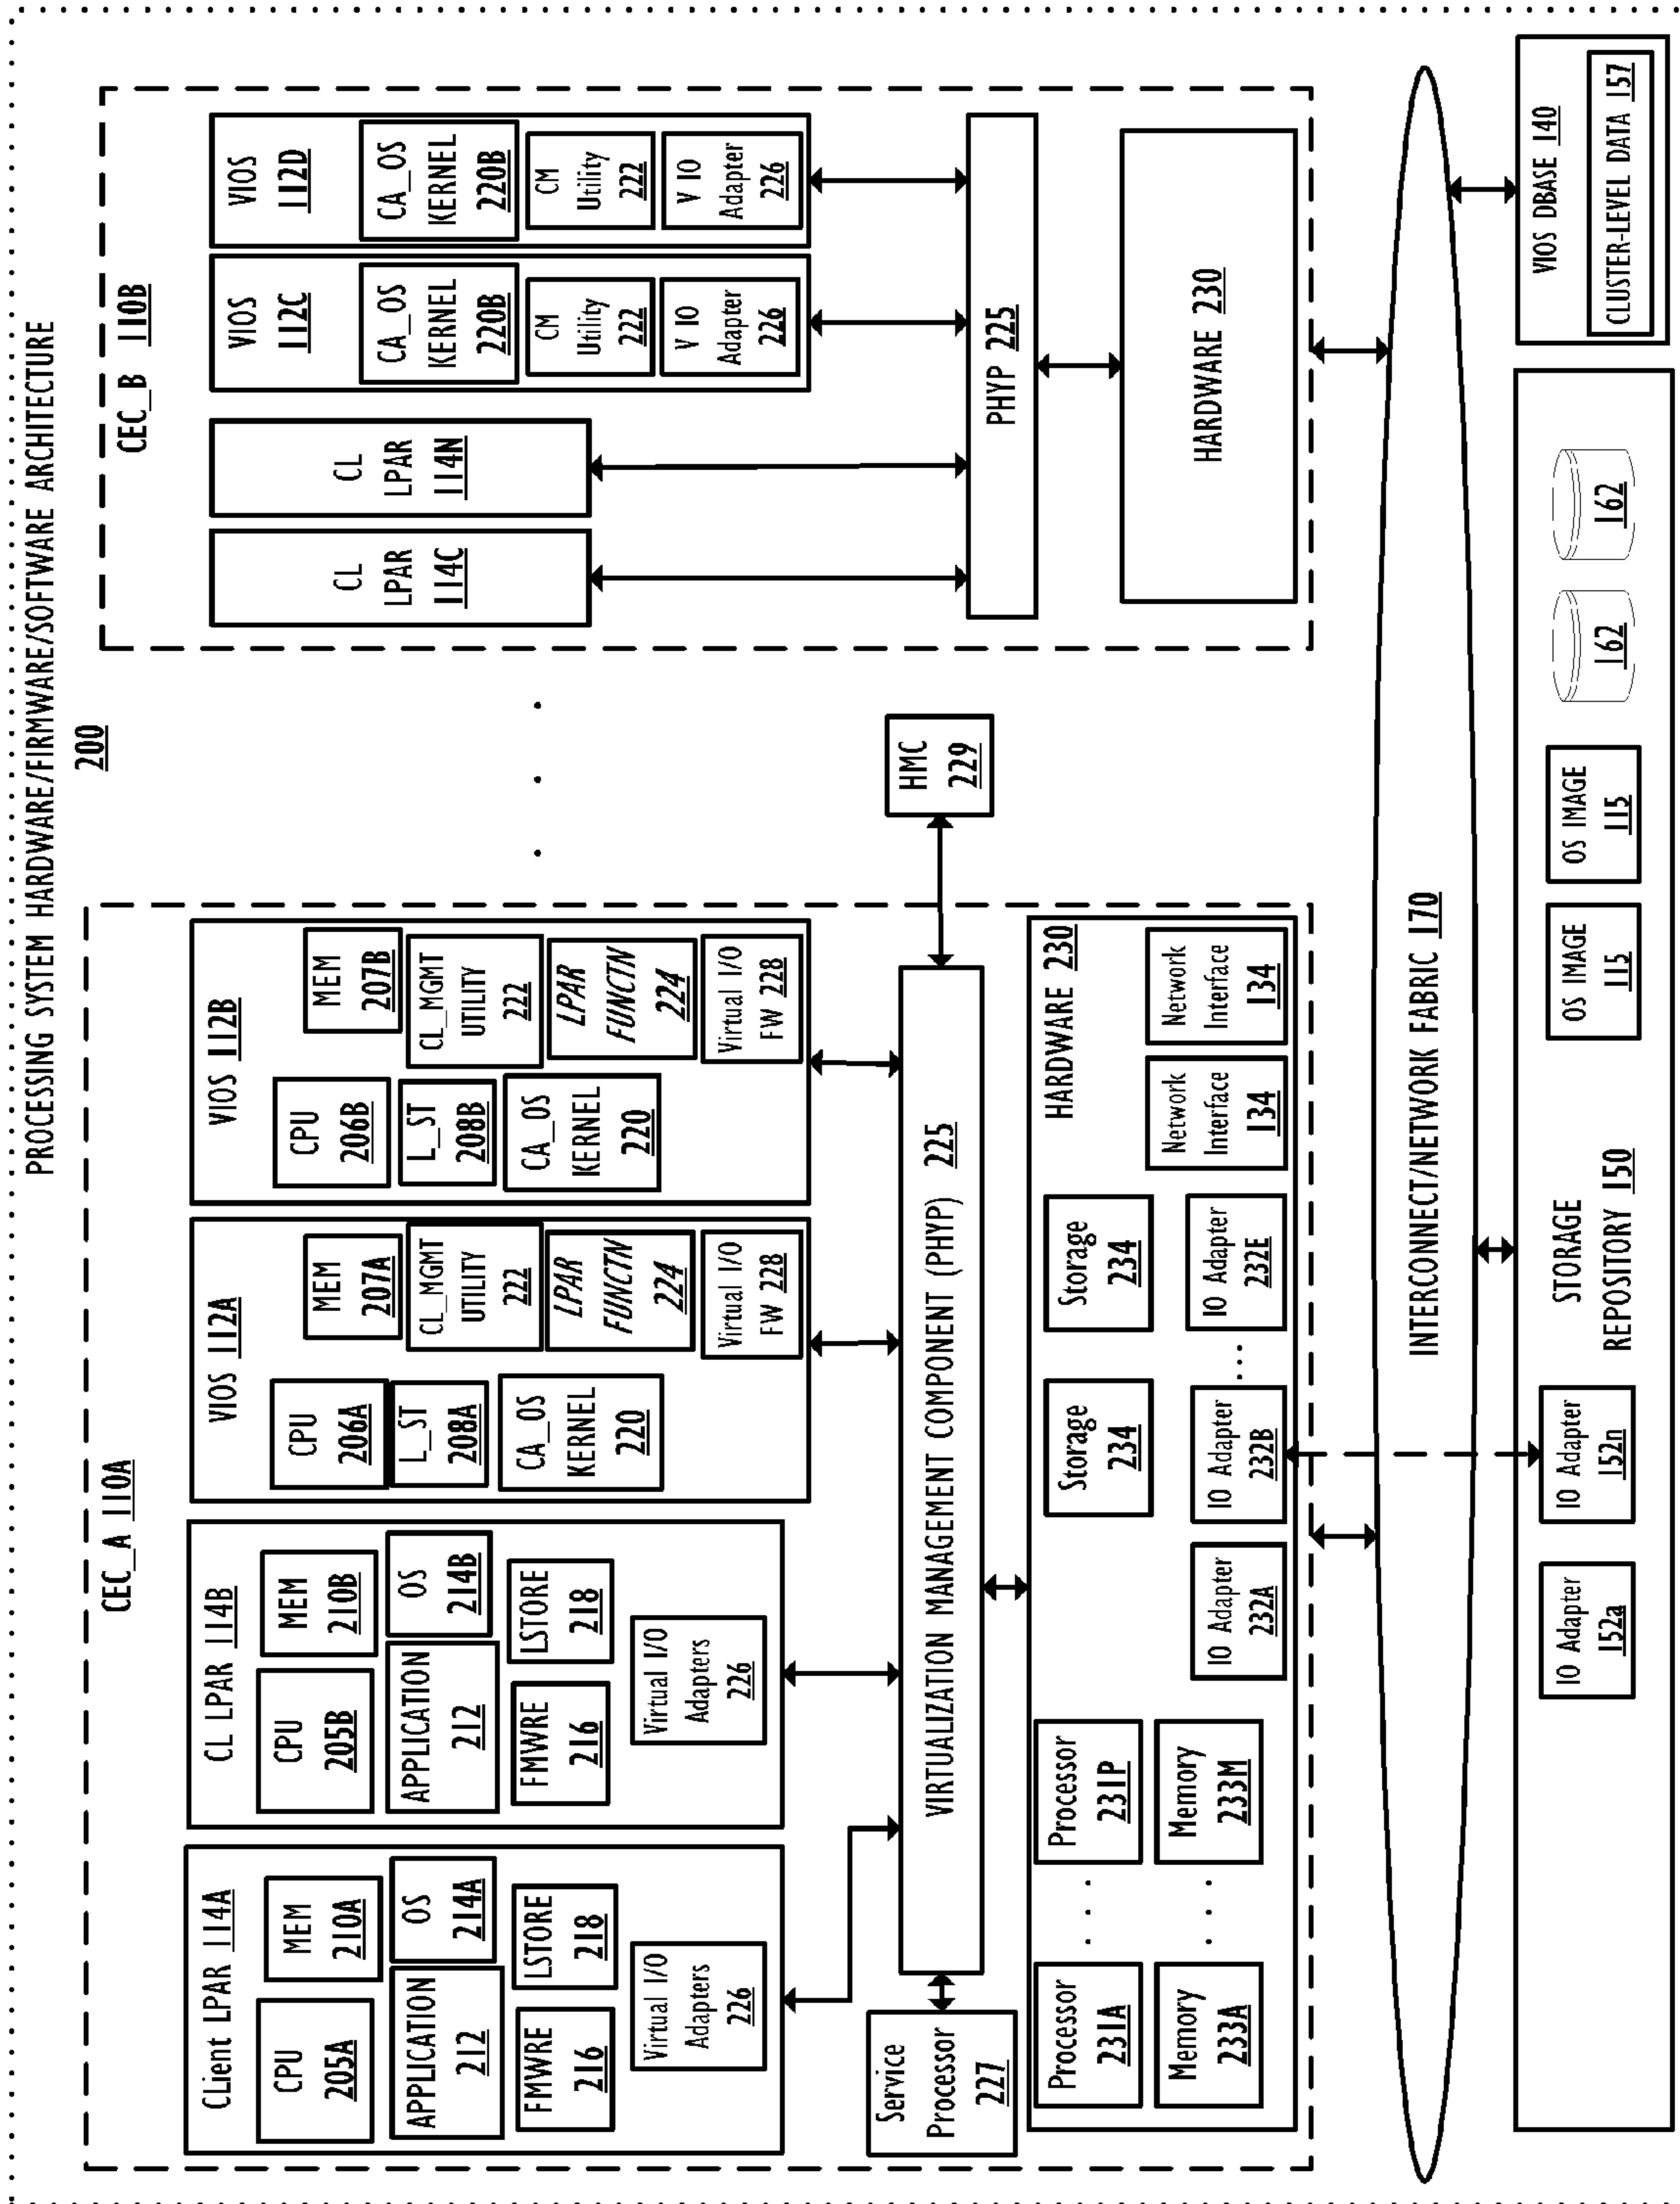 PROCESSING SYSTEM HARDWARE/FIRMWARE/SOFTWARE ARCHITECTURE
200
CEC_A 110A
CLient LPAR 114A
CPU
205A
MEM
210A
APPLICATION
212
OS
214A
FMWRE
216
LSTORE
218
Virtual I/O
Adapters
226
CL LPAR 114B
CPU
205B
MEM
210B
APPLICATION
212
OS
214B
FMWRE
216
LSTORE
218
Virtual I/O
Adapters
226
VIOS 112A
CPU
206A
MEM
207A
L_ST
208A
CL_MGMT
UTILITY
222
CA_OS
KERNEL
220
LPAR
FUNCTN
224
Virtual I/O
FW 228
VIOS 112B
CPU
206B
MEM
207B
L_ST
208B
CL_MGMT
UTILITY
222
CA_OS
KERNEL
220
LPAR
FUNCTN
224
Virtual I/O
FW 228
Service
Processor
227
VIRTUALIZATION MANAGEMENT COMPONENT (PHYP) 225
HMC
229
HARDWARE 230
Processor
231A
. . .
Processor
231P
Memory
233A
. . .
Memory
233M
Storage
234
Storage
234
IO Adapter
232A
IO Adapter
232B
...
IO Adapter
232E
Network
Interface
134
Network
Interface
134
. . .
CEC_B 110B
CL
LPAR
114C
CL
LPAR
114N
VIOS
112C
CA_OS
KERNEL
220B
CM
Utility
222
V IO
Adapter
226
VIOS
112D
CA_OS
KERNEL
220B
CM
Utility
222
V IO
Adapter
226
PHYP 225
HARDWARE 230
INTERCONNECT/NETWORK FABRIC 170
IO Adapter
152a
IO Adapter
152n
STORAGE
REPOSITORY 150
OS IMAGE
115
OS IMAGE
115
162
162
VIOS DBASE 140
CLUSTER-LEVEL DATA 157